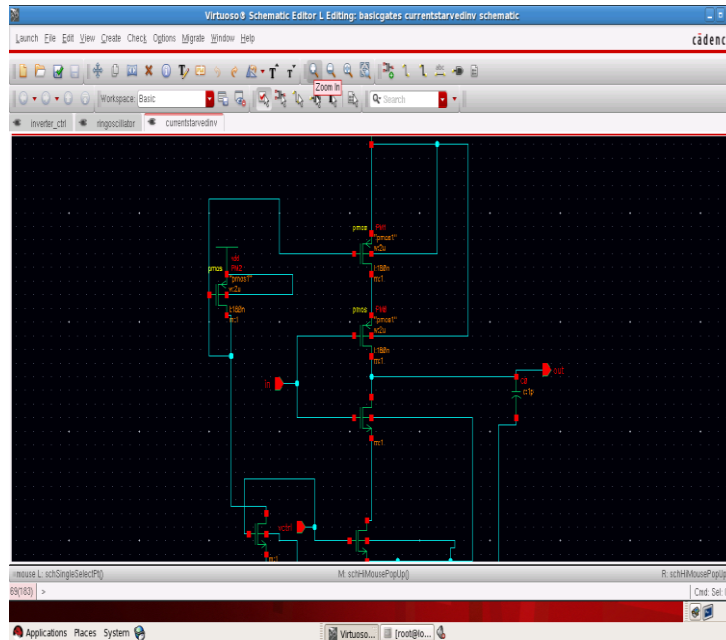 Virtuoso® Schematic Editor L Editing: basicgates currentstarvedinv schematic
Launch File Edit View Create Check Options Migrate Window Help
cādenc
Workspace: Basic
Search
Zoom In
inverter_ctrl
ringoscillator
currentstarvedinv
pmos
"pmos1"
w:2u
l:180n
m:1
vdd
pmos
PM2
"pmos1"
w:2u
l:180n
m:1
pmos
"pmos1"
w:2u
l:180n
m:1
in
out
C0
c:1p
m:1
vctrl
m:1
mouse L: schSingleSelectPt()
M: schHiMousePopUp()
R: schHiMousePopUp
69(183)
>
Cmd: Sel:
Applications Places System
Virtuoso...
[root@lo...